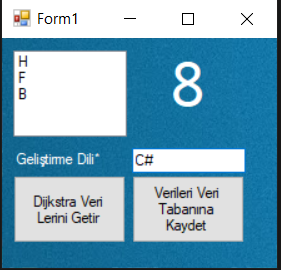 Form1
H
F
B
8
Geliştirme Dili*
C#
Dijkstra Veri
Lerini Getir
Verileri Veri
Tabanına
Kaydet